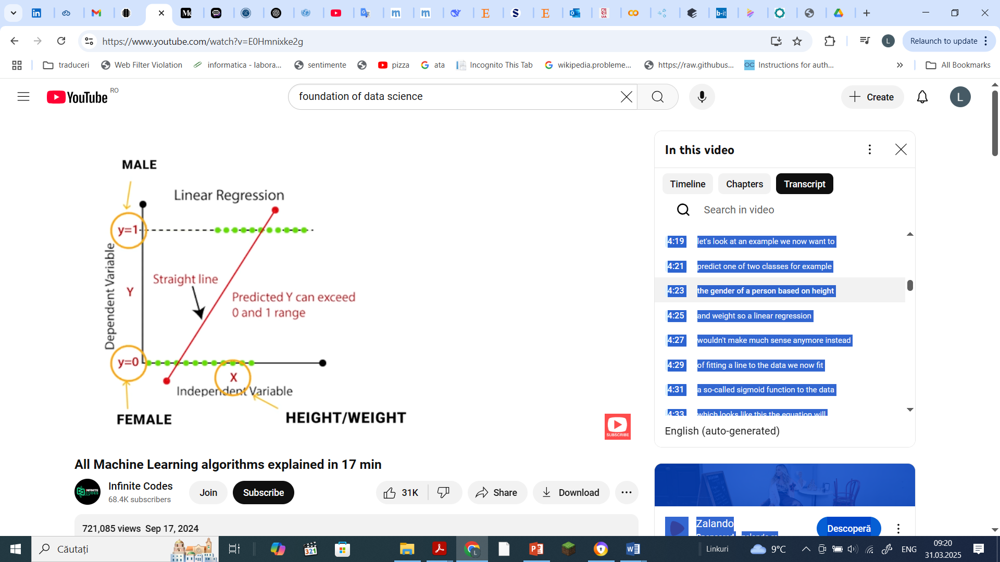 https://www.youtube.com/watch?v=E0Hmnixke2g
Relaunch to update
traduceri
Web Filter Violation
informatica - labora...
sentimente
pizza
ata
Incognito This Tab
wikipedia.probleme...
https://raw.githubus...
Instructions for auth...
All Bookmarks
YouTube RO
foundation of data science
Create
L
MALE
Linear Regression
y=1
Dependent Variable
Y
Straight line
Predicted Y can exceed
0 and 1 range
y=0
X
Independent Variable
FEMALE
HEIGHT/WEIGHT
SUBSCRIBE
In this video
Timeline
Chapters
Transcript
Search in video
4:19 let's look at an example we now want to
4:21 predict one of two classes for example
4:23 the gender of a person based on height
4:25 and weight so a linear regression
4:27 wouldn't make much sense anymore instead
4:29 of fitting a line to the data we now fit
4:31 a so-called sigmoid function to the data
4:33 which looks like this the equation will
English (auto-generated)
All Machine Learning algorithms explained in 17 min
Infinite Codes
68.4K subscribers
Join
Subscribe
31K
Share
Download
721,085 views Sep 17, 2024
Zalando
Descoperă
Căutați
Linkuri
9°C
ENG
09:20
31.03.2025